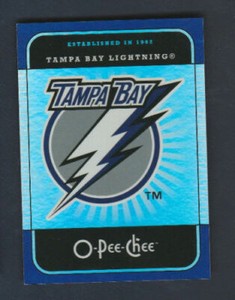 ESTABLISHED IN 1992
TAMPA BAY LIGHTNING®
TAMPA BAY
TM
O-Pee-Chee